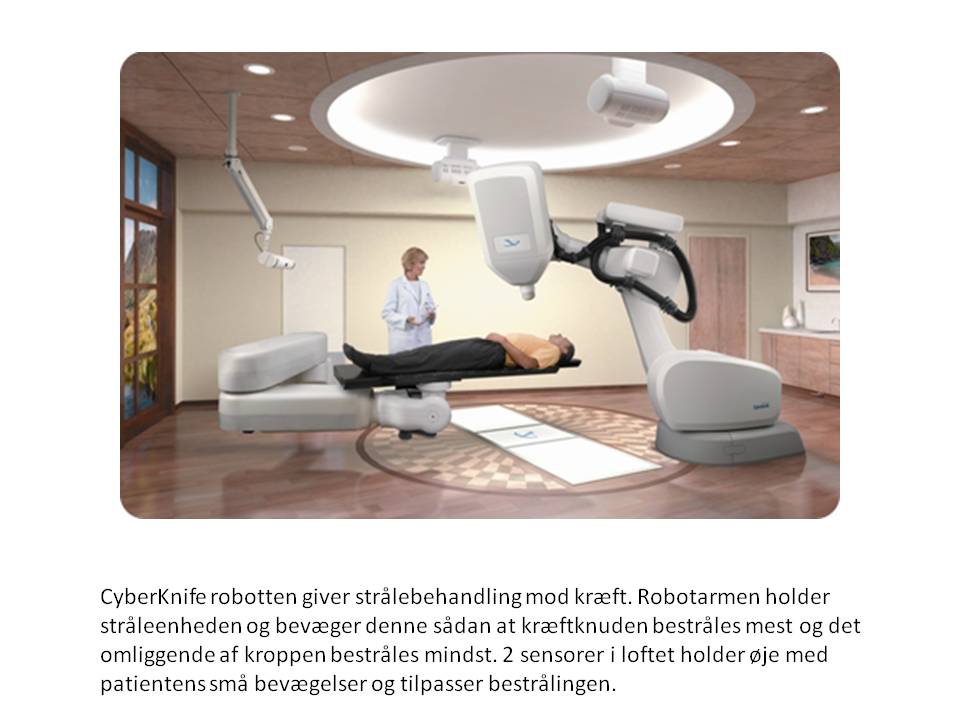 CyberKnife robotten giver strålebehandling mod kræft. Robotarmen holder
stråleenheden og bevæger denne sådan at kræftknuden bestråles mest og det
omliggende af kroppen bestråles mindst. 2 sensorer i loftet holder øje med
patientens små bevægelser og tilpasser bestrålingen.